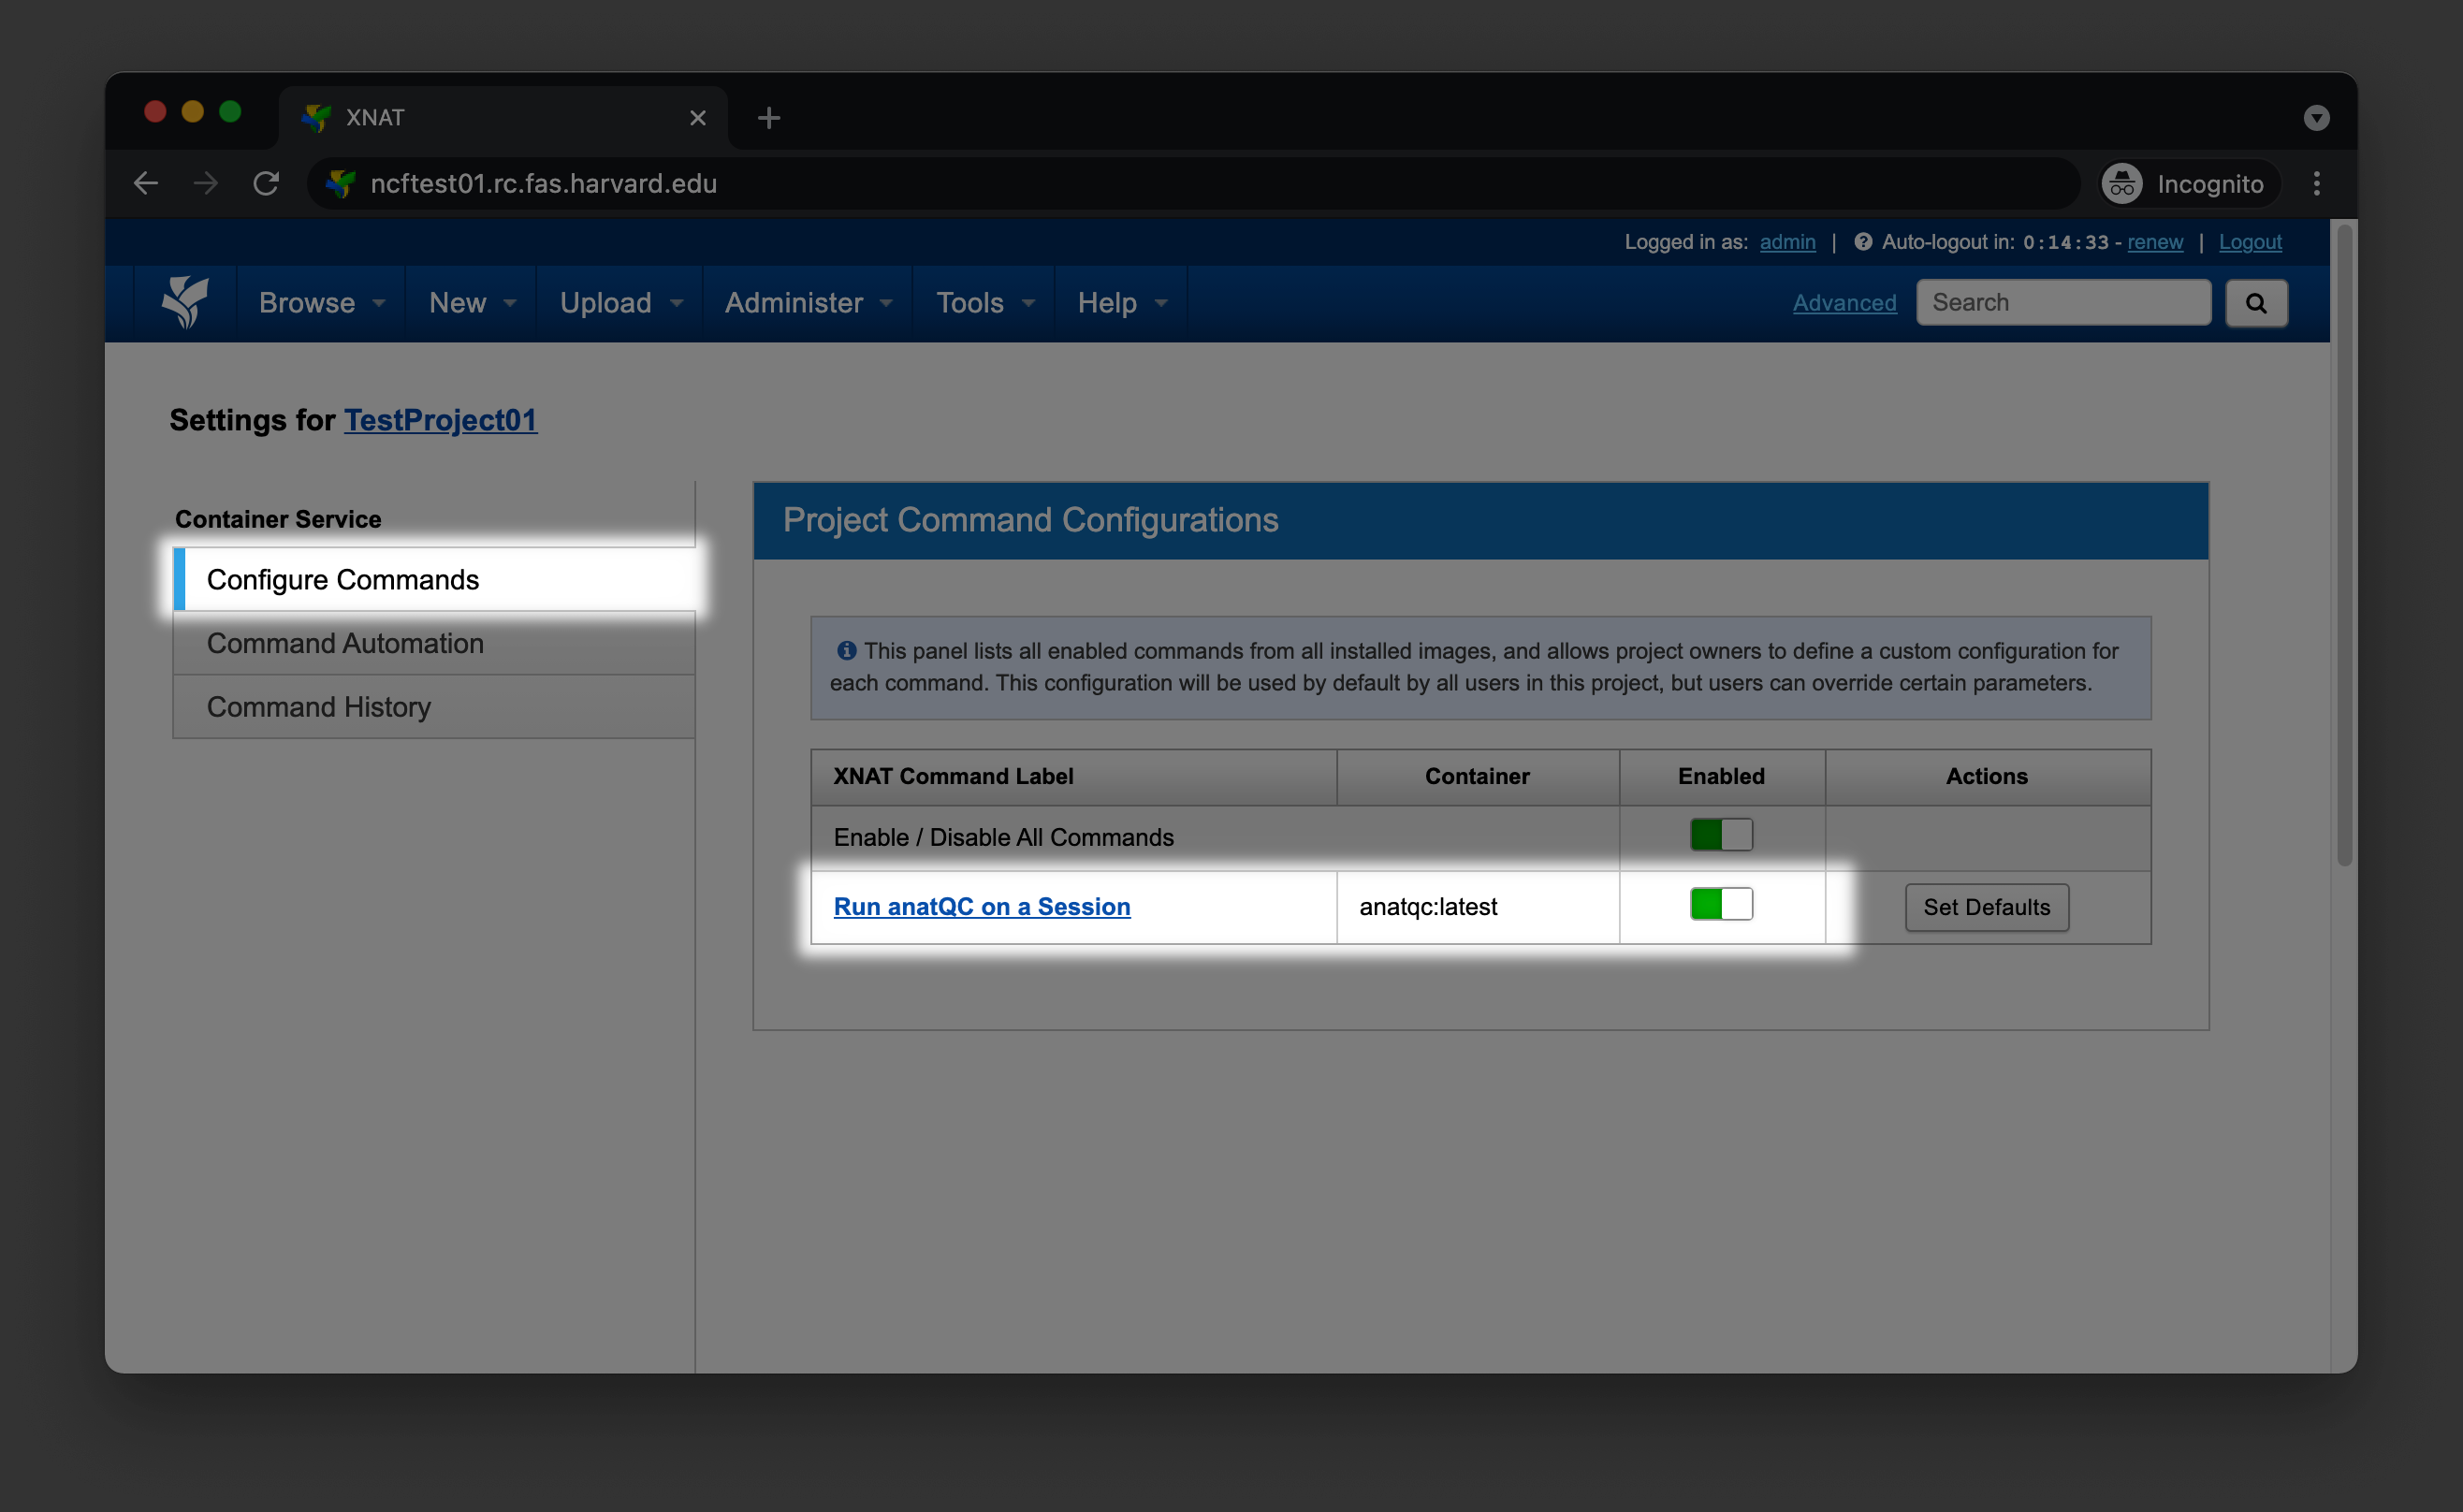 XNAT
ncftest01.rc.fas.harvard.edu
Incognito
Logged in as: admin | Auto-logout in: 0:14:33 - renew | Logout
Browse New Upload Administer Tools Help Advanced Search
Settings for TestProject01
Container Service
Configure Commands
Command Automation
Command History
Project Command Configurations
This panel lists all enabled commands from all installed images, and allows project owners to define a custom configuration for
each command. This configuration will be used by default by all users in this project, but users can override certain parameters.
XNAT Command Label Container Enabled Actions
Enable / Disable All Commands
Run anatQC on a Session anatqc:latest Set Defaults